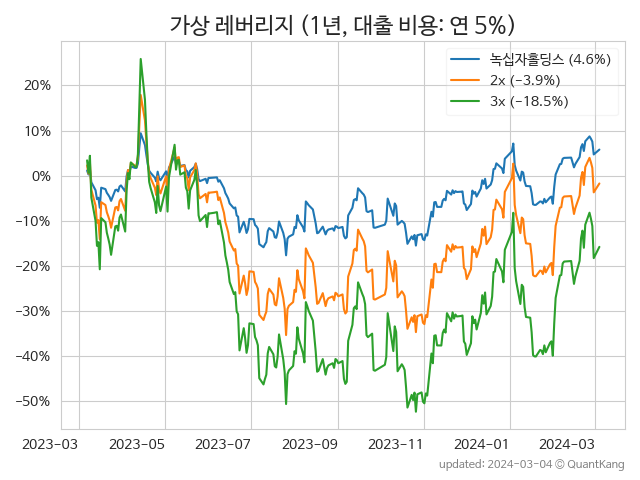 가상 레버리지 (1년, 대출 비용: 연 5%)
녹십자홀딩스 (4.6%)
2x (−3.9%)
3x (−18.5%)
20%
10%
0%
−10%
−20%
−30%
−40%
−50%
2023-03 2023-05 2023-07 2023-09 2023-11 2024-01 2024-03
updated: 2024-03-04 ⓒ QuantKang